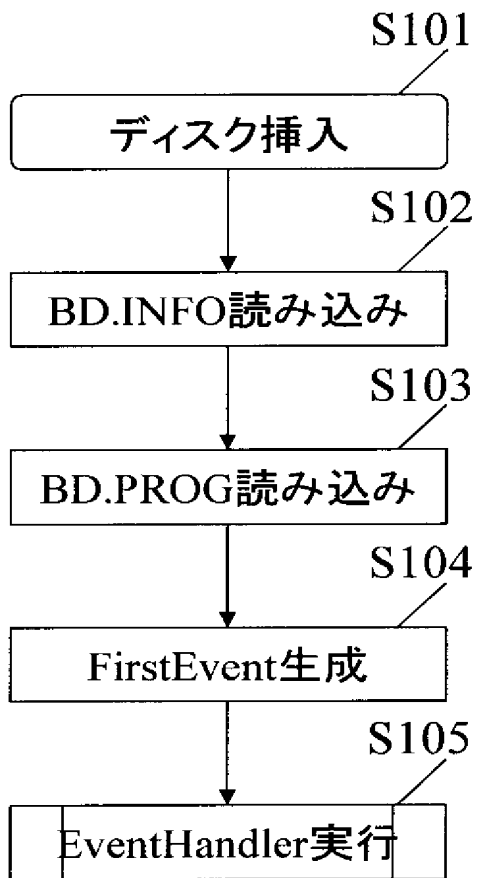 S101
ディスク挿入
S102
BD.INFO読み込み
S103
BD.PROG読み込み
S104
FirstEvent生成
S105
EventHandler実行